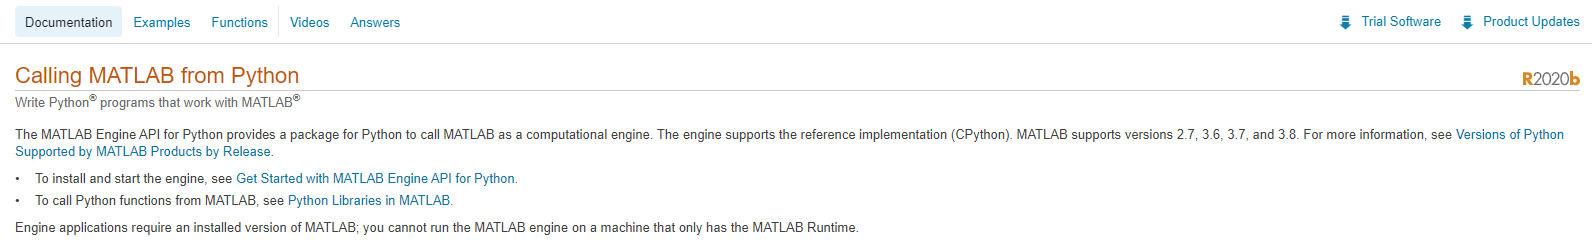 Documentation Examples Functions Videos Answers Trial Software Product Updates
Calling MATLAB from Python
R2020b
Write Python® programs that work with MATLAB®
The MATLAB Engine API for Python provides a package for Python to call MATLAB as a computational engine. The engine supports the reference implementation (CPython). MATLAB supports versions 2.7, 3.6, 3.7, and 3.8. For more information, see Versions of Python
Supported by MATLAB Products by Release.
• To install and start the engine, see Get Started with MATLAB Engine API for Python.
• To call Python functions from MATLAB, see Python Libraries in MATLAB.
Engine applications require an installed version of MATLAB; you cannot run the MATLAB engine on a machine that only has the MATLAB Runtime.